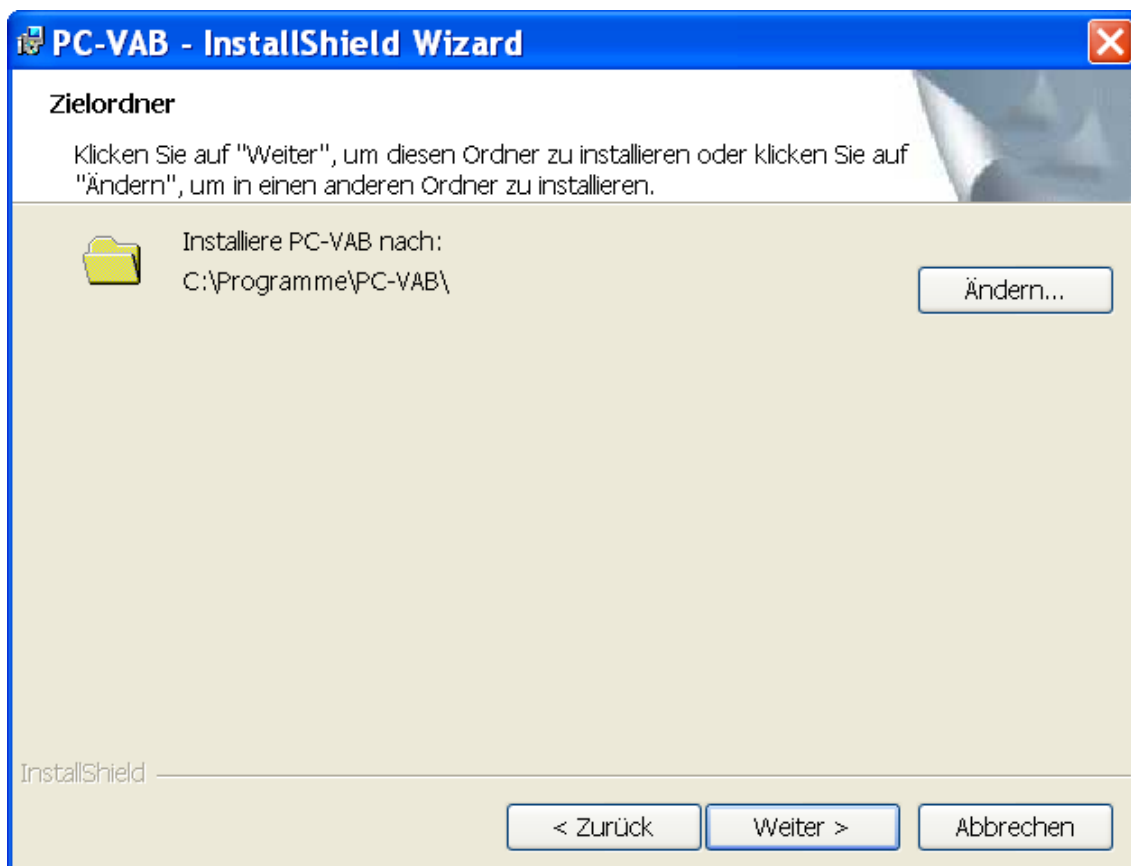 PC-VAB - InstallShield Wizard
Zielordner
Klicken Sie auf "Weiter", um diesen Ordner zu installieren oder klicken Sie auf
"Ändern", um in einen anderen Ordner zu installieren.
Installiere PC-VAB nach:
C:\Programme\PC-VAB\
Ändern...
InstallShield
< Zurück
Weiter >
Abbrechen